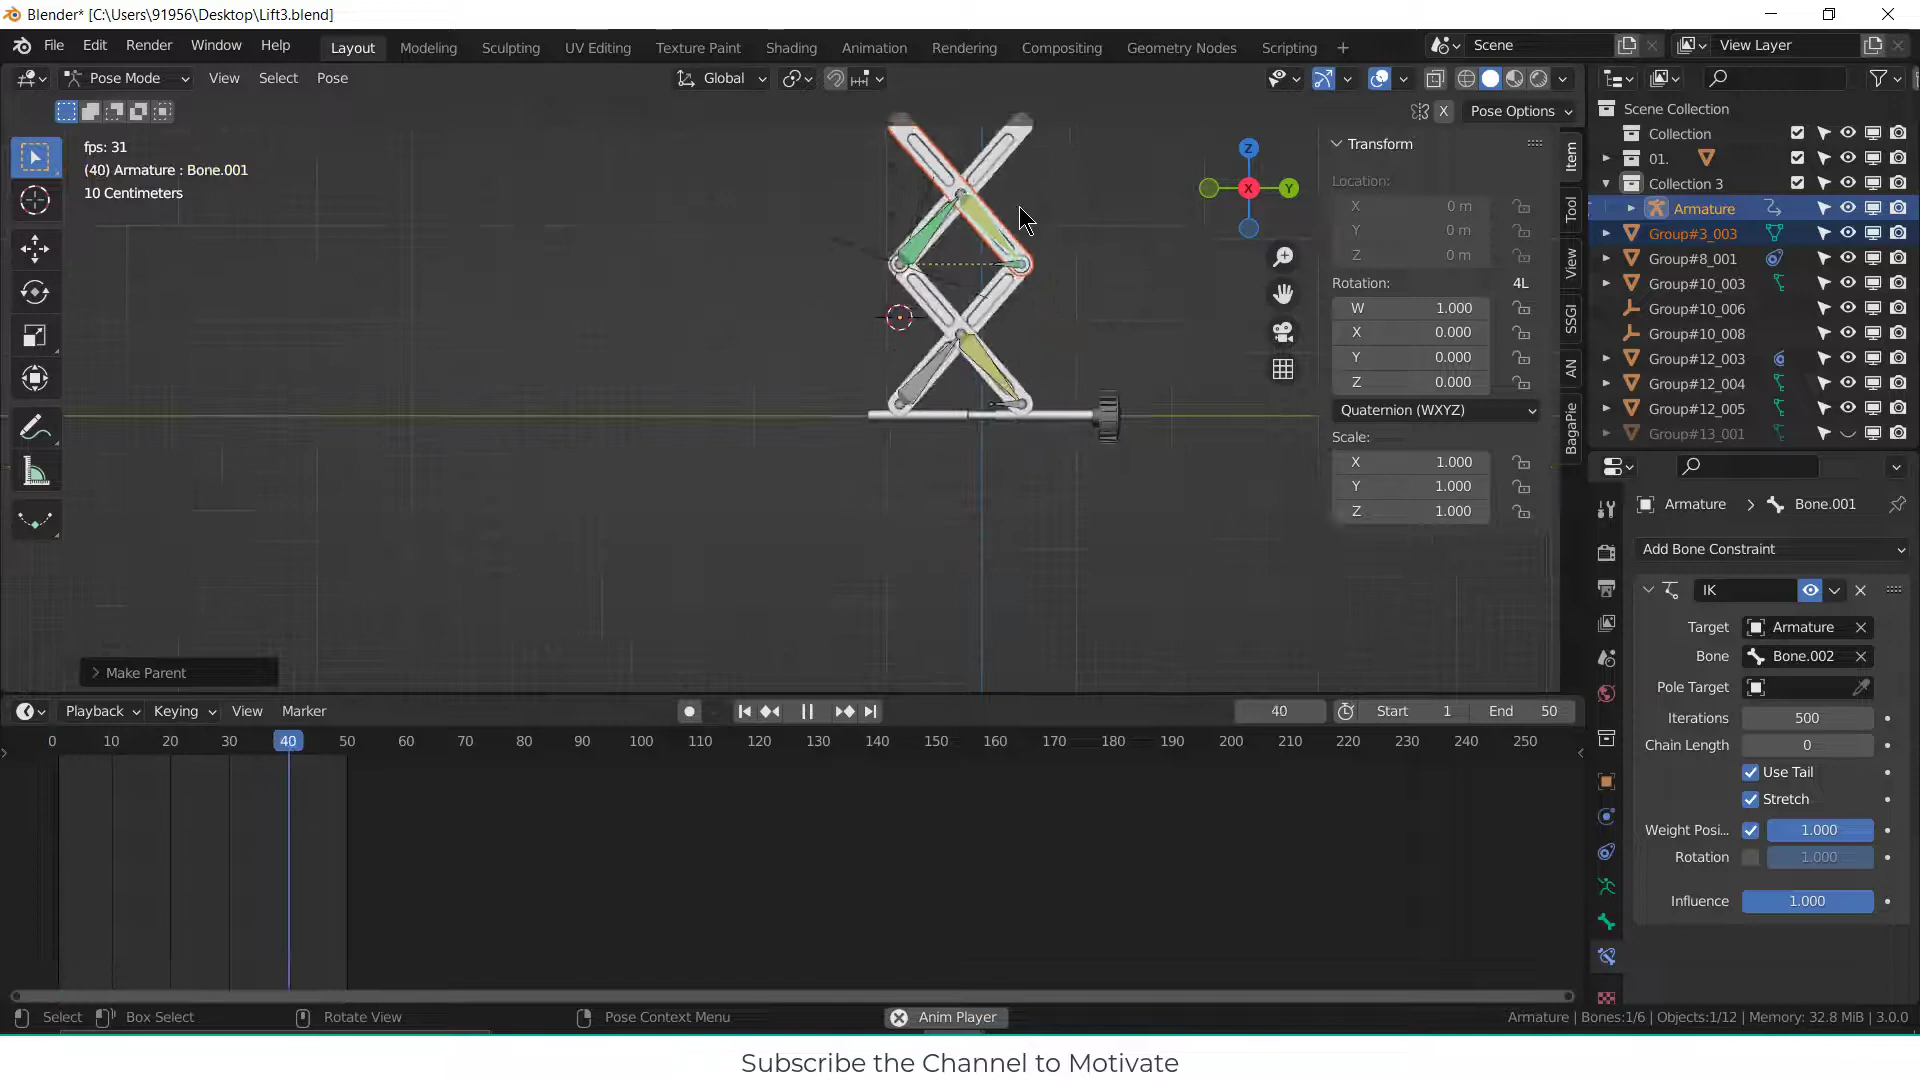 Blender* [C:\Users\91956\Desktop\Lift3.blend]
File Edit Render Window Help Layout Modeling Sculpting UV Editing Texture Paint Shading Animation Rendering Compositing Geometry Nodes Scripting + Scene View Layer
Pose Mode View Select Pose Global
X Pose Options
fps: 31
(40) Armature : Bone.001
10 Centimeters
Z
X
Y
Item
Tool
View
SSGI
AN
BagaPie
Transform
Location:
X 0 m
Y 0 m
Z 0 m
Rotation: 4L
W 1.000
X 0.000
Y 0.000
Z 0.000
Quaternion (WXYZ)
Scale:
X 1.000
Y 1.000
Z 1.000
Scene Collection
Collection
01.
Collection 3
Armature
Group#3_003
Group#8_001
Group#10_003
Group#10_006
Group#10_008
Group#12_003
Group#12_004
Group#12_005
Group#13_001
Armature > Bone.001
Add Bone Constraint
IK
Target Armature
Bone Bone.002
Pole Target
Iterations 500
Chain Length 0
Use Tail
Stretch
Weight Posi... 1.000
Rotation 1.000
Influence 1.000
> Make Parent
Playback Keying View Marker 40 Start 1 End 50
0 10 20 30 40 50 60 70 80 90 100 110 120 130 140 150 160 170 180 190 200 210 220 230 240 250
Select Box Select Rotate View Pose Context Menu Anim Player Armature | Bones:1/6 | Objects:1/12 | Memory: 32.8 MiB | 3.0.0
Subscribe the Channel to Motivate